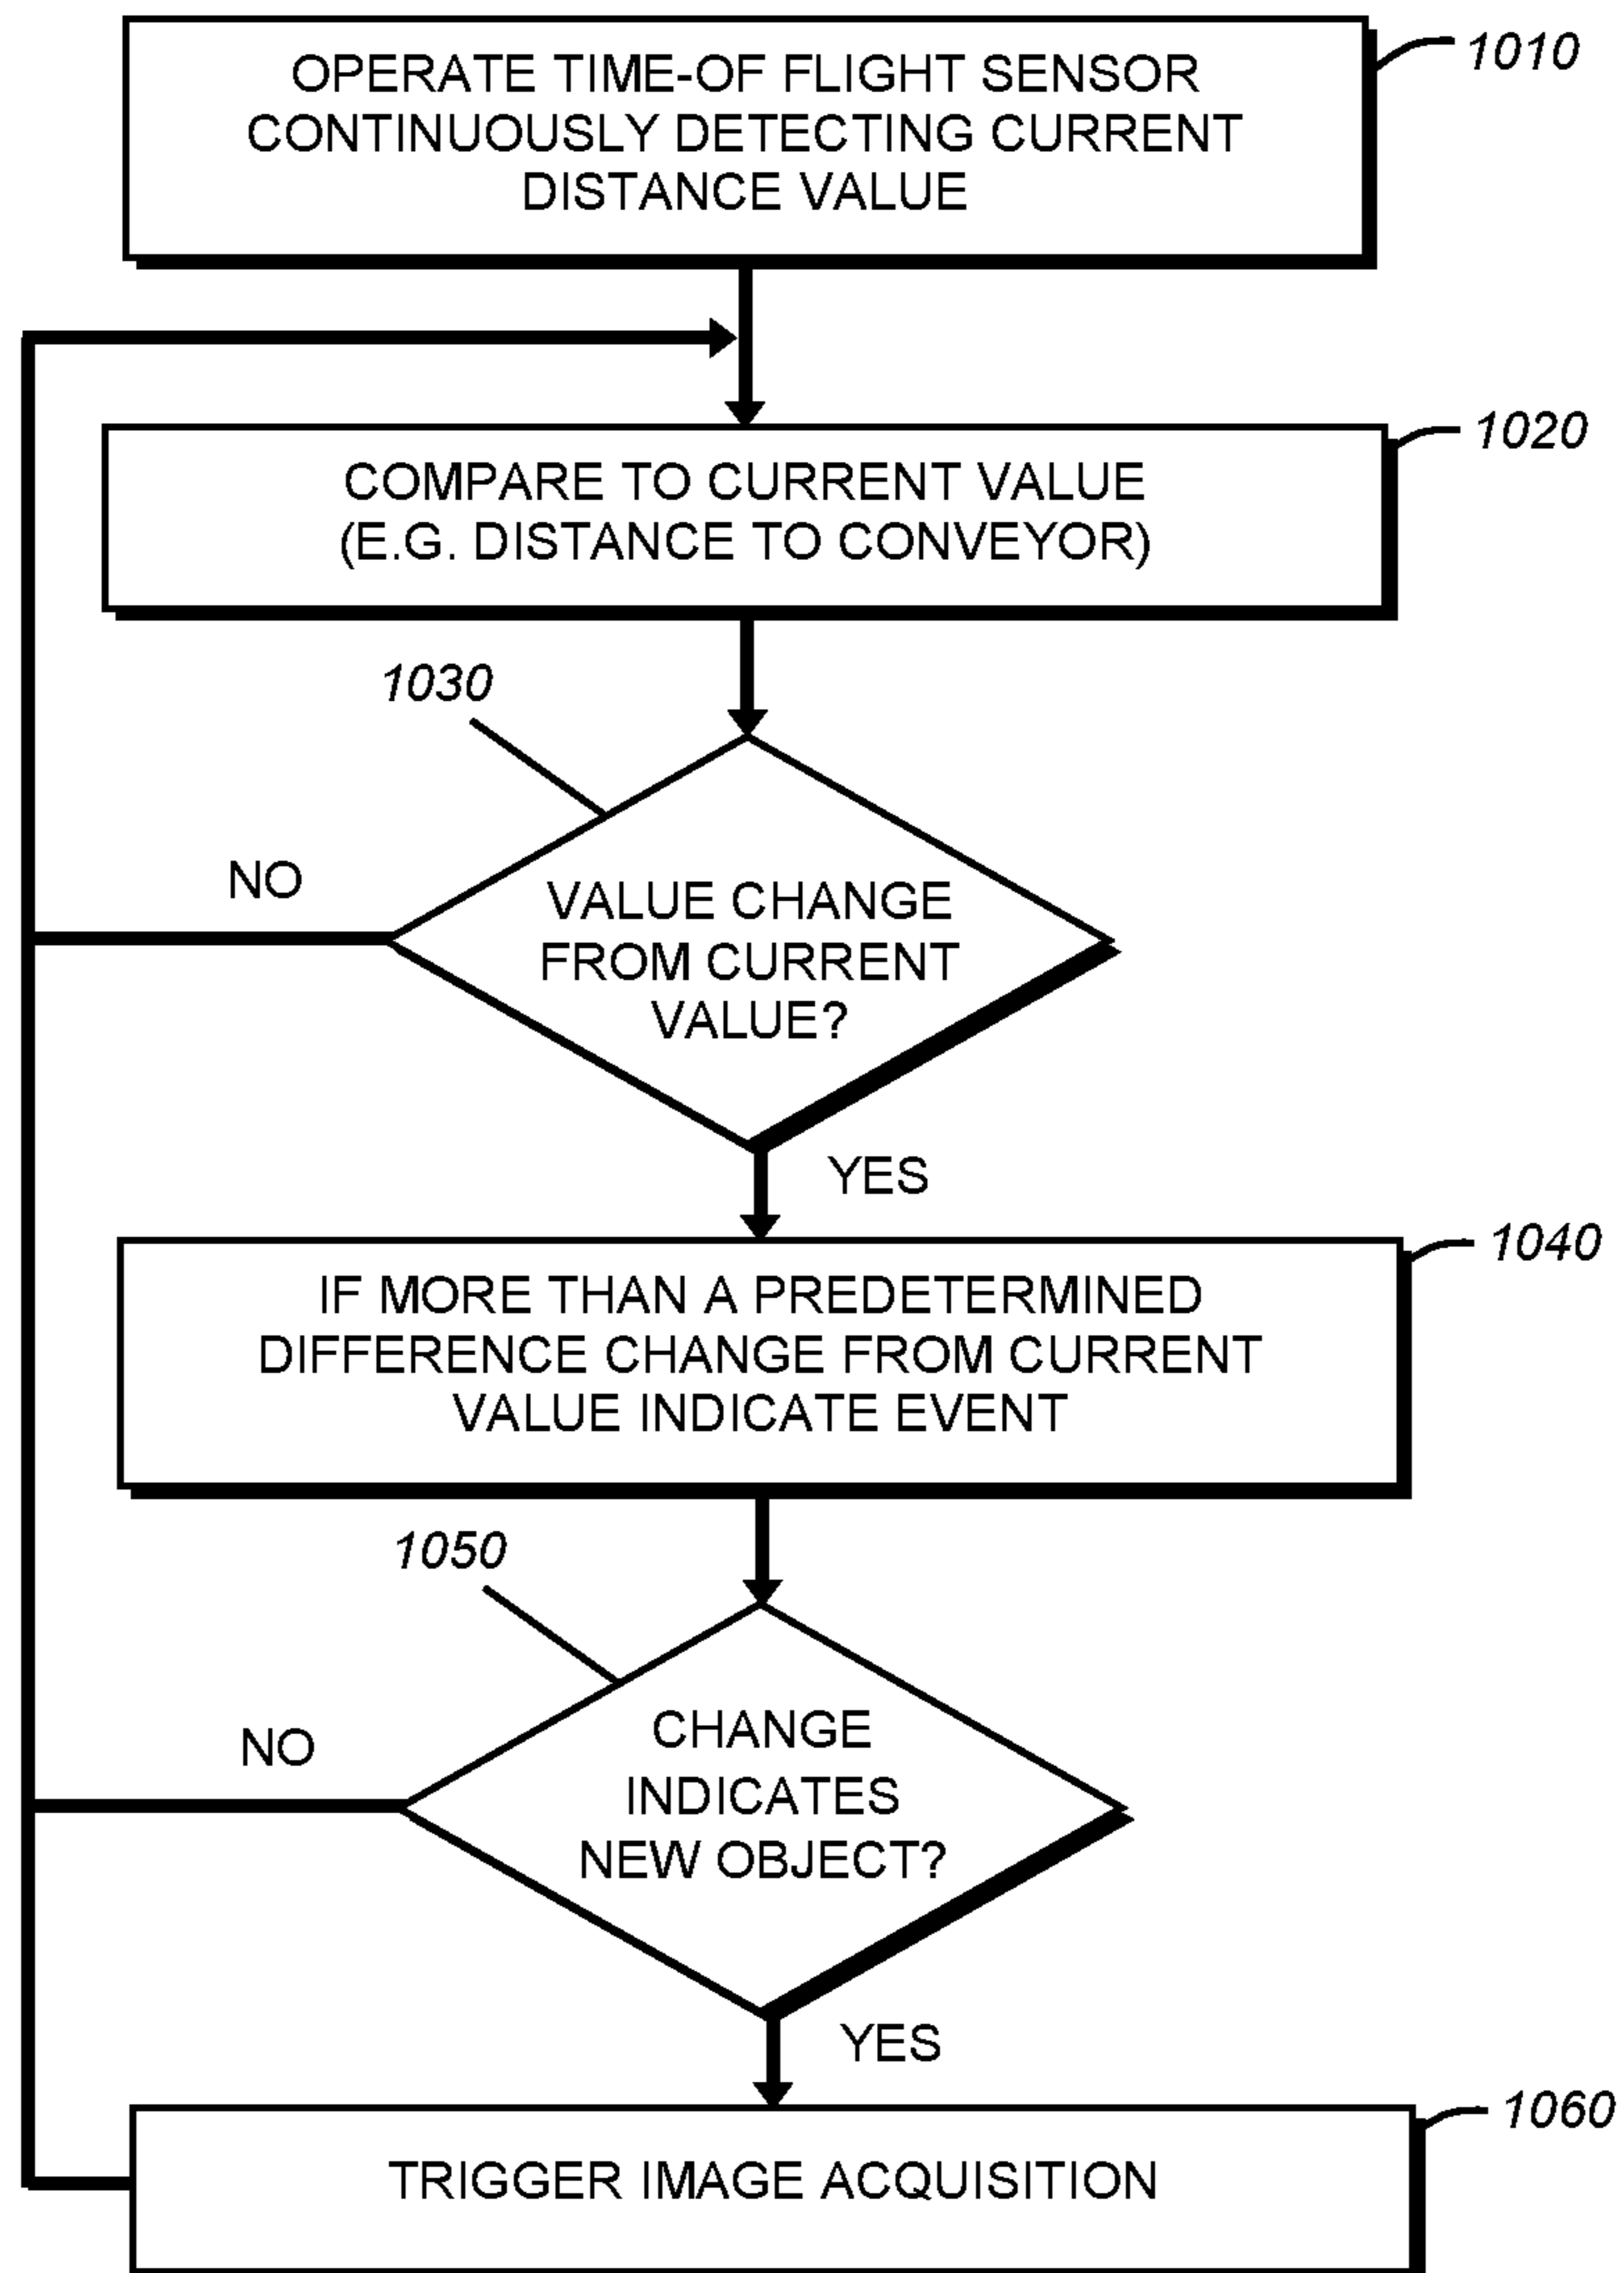 OPERATE TIME-OF FLIGHT SENSOR
CONTINUOUSLY DETECTING CURRENT
DISTANCE VALUE
1010
COMPARE TO CURRENT VALUE
(E.G. DISTANCE TO CONVEYOR)
1020
1030
NO
VALUE CHANGE
FROM CURRENT
VALUE?
YES
1040
IF MORE THAN A PREDETERMINED
DIFFERENCE CHANGE FROM CURRENT
VALUE INDICATE EVENT
1050
NO
CHANGE
INDICATES
NEW OBJECT?
YES
1060
TRIGGER IMAGE ACQUISITION